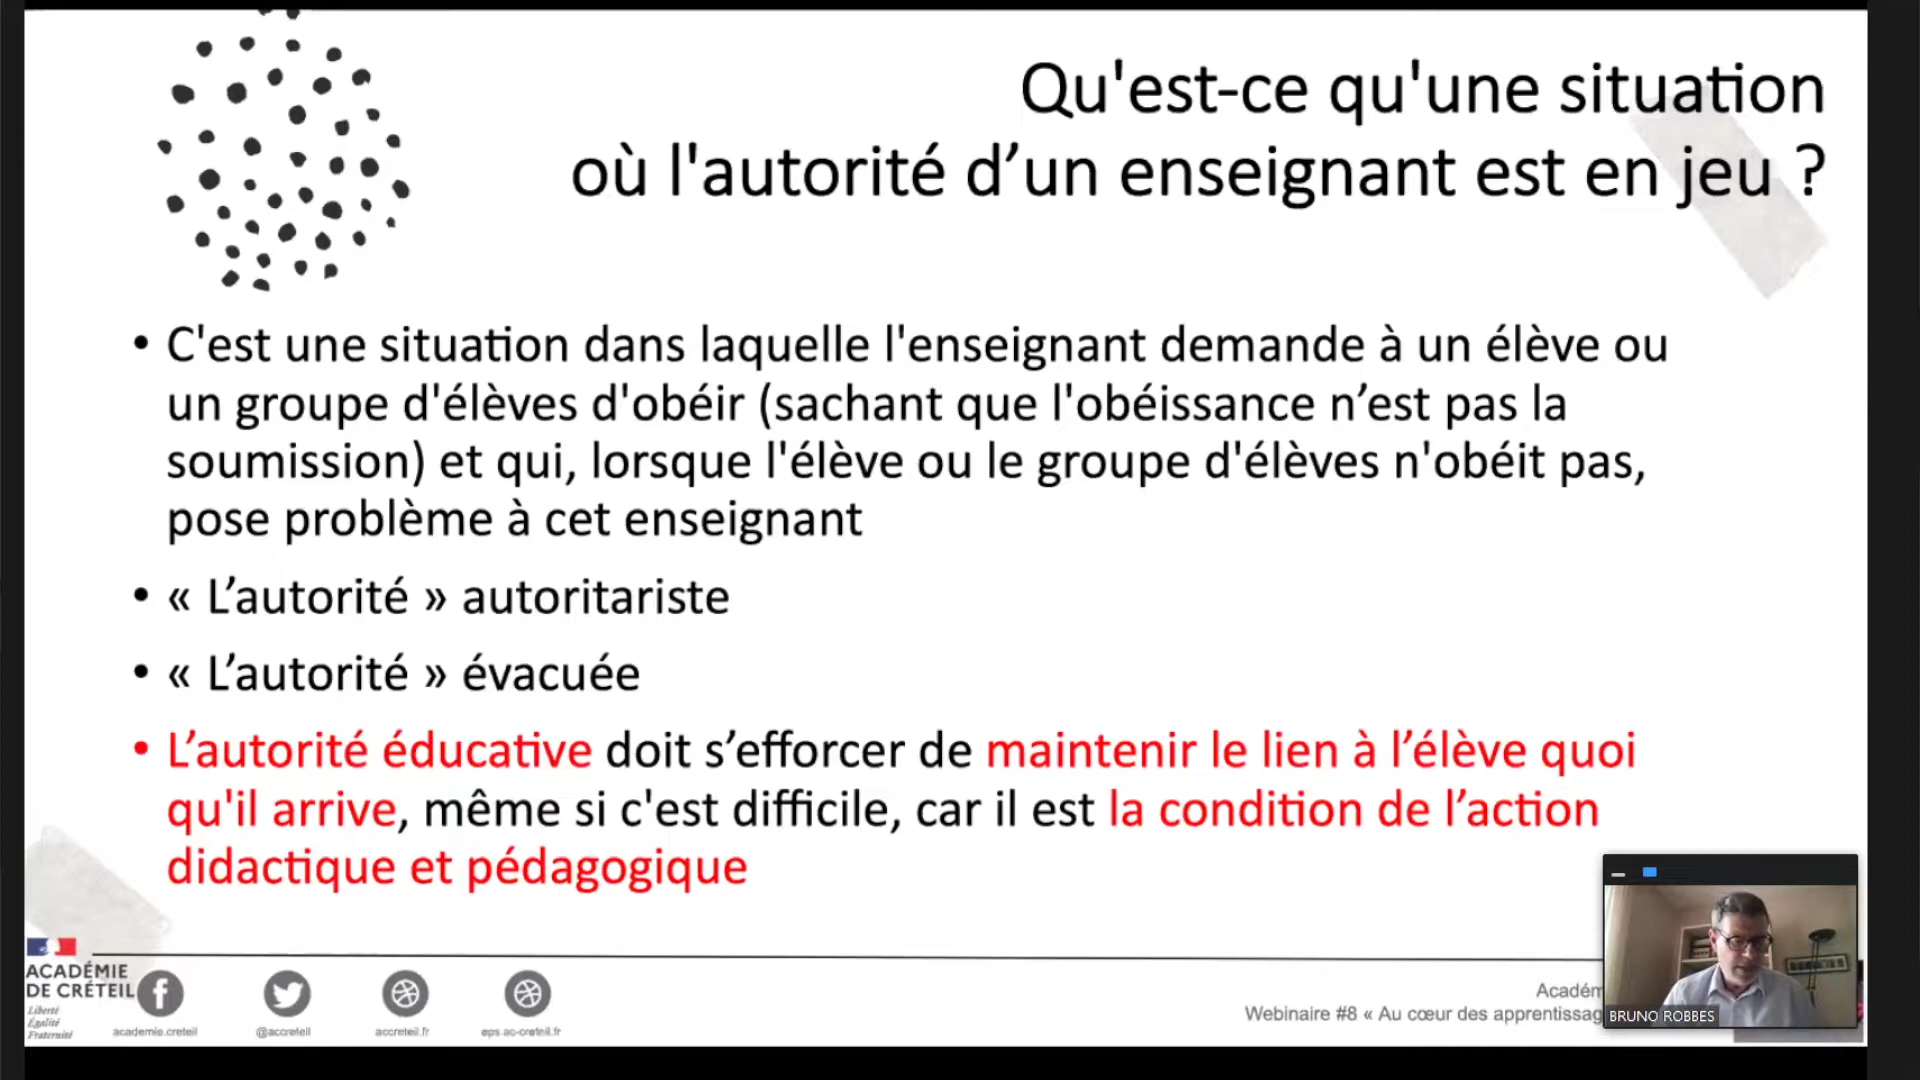 Qu'est-ce qu'une situation
où l'autorité d’un enseignant est en jeu ?
• C'est une situation dans laquelle l'enseignant demande à un élève ou
un groupe d'élèves d'obéir (sachant que l'obéissance n’est pas la
soumission) et qui, lorsque l'élève ou le groupe d'élèves n'obéit pas,
pose problème à cet enseignant
• « L’autorité » autoritariste
• « L’autorité » évacuée
• L’autorité éducative doit s’efforcer de maintenir le lien à l’élève quoi
qu'il arrive, même si c'est difficile, car il est la condition de l’action
didactique et pédagogique
ACADÉMIE
DE CRÉTEIL
Liberté
Égalité
Fraternité
academie.creteil
@accreteil
accreteil.fr
eps.ac-creteil.fr
Académ
Webinaire #8 « Au cœur des apprentissag
BRUNO ROBBES